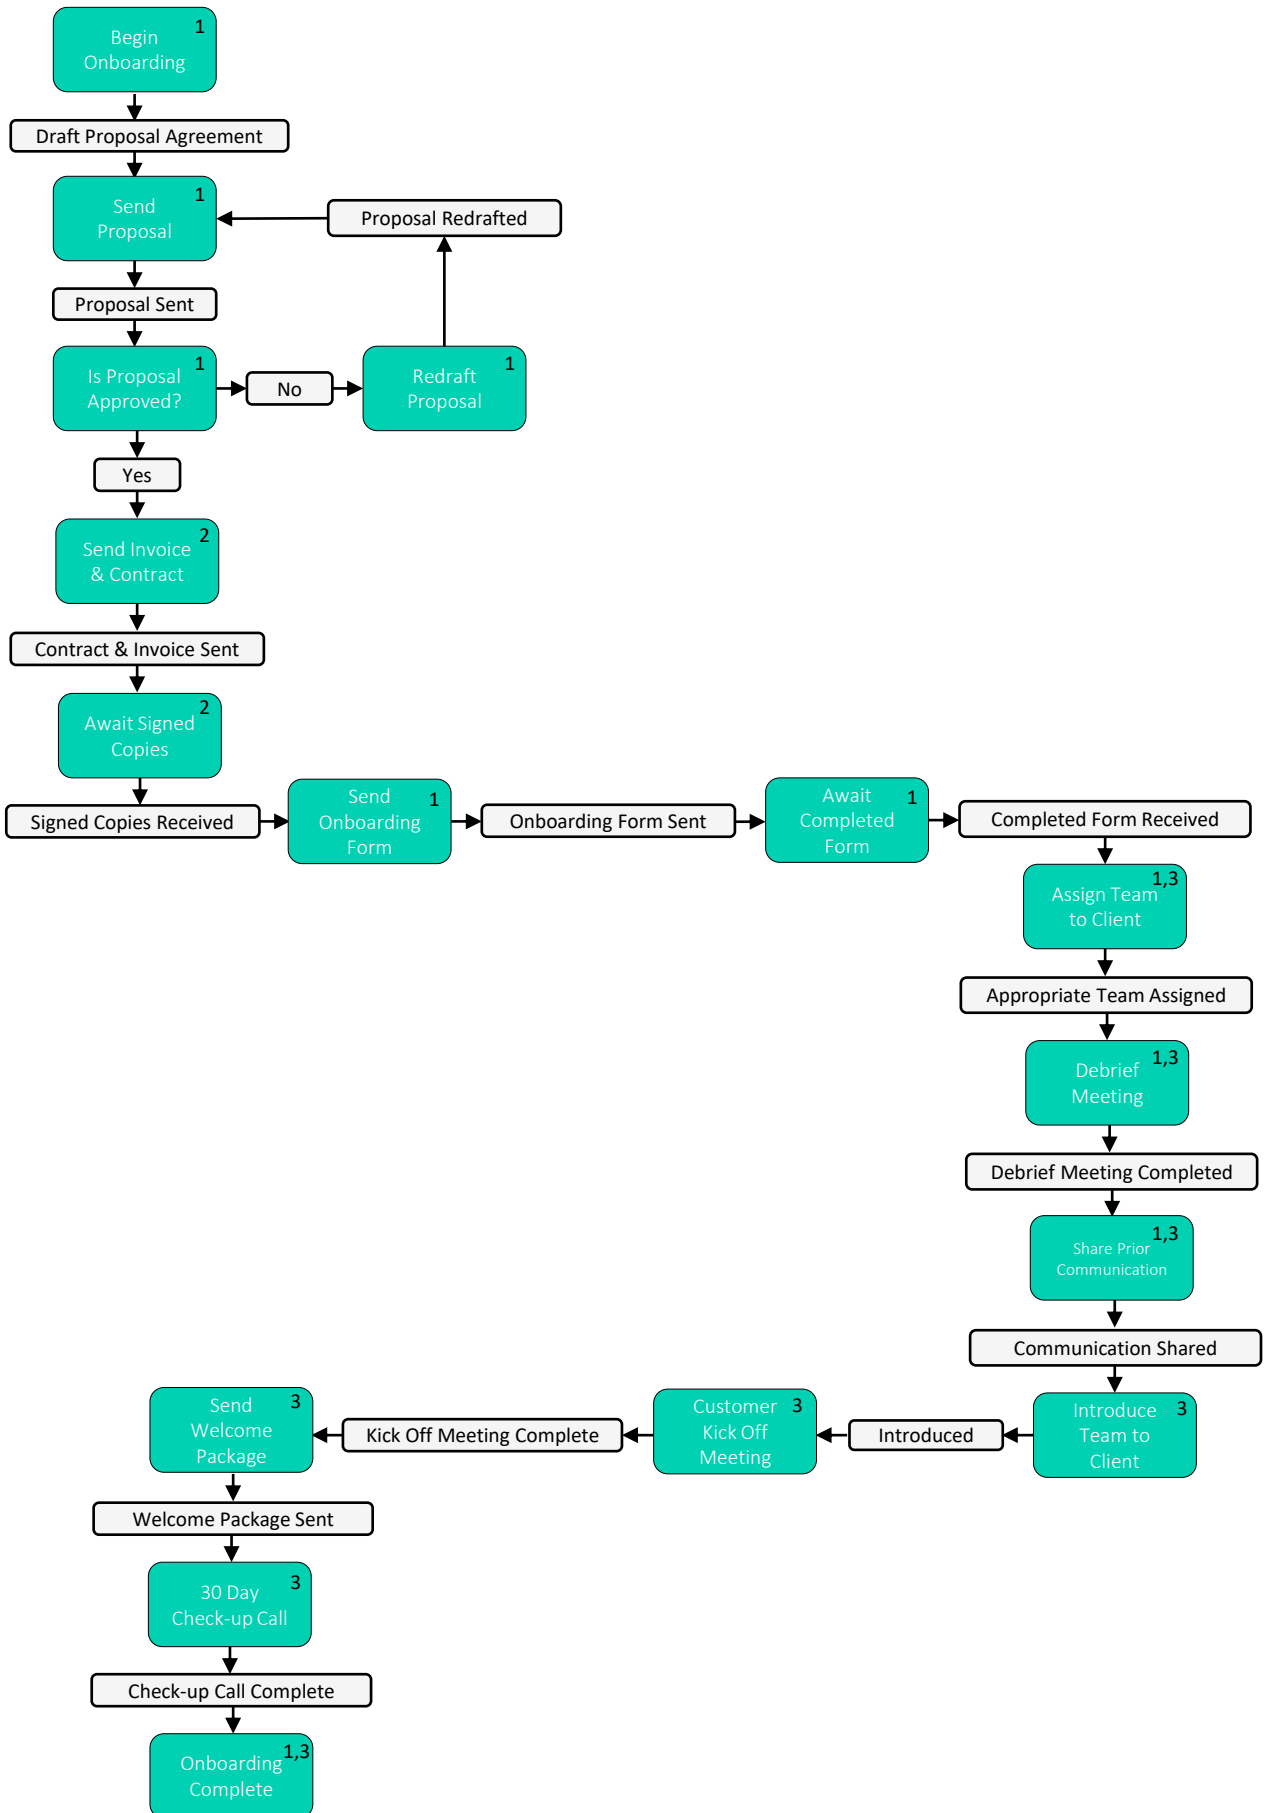 1
Begin
Onboarding
Draft Proposal Agreement
1
Send
Proposal
Proposal Redrafted
Proposal Sent
1
Is Proposal
Approved?
No
1
Redraft
Proposal
Yes
2
Send Invoice
& Contract
Contract & Invoice Sent
2
Await Signed
Copies
Signed Copies Received
1
Send
Onboarding
Form
Onboarding Form Sent
1
Await
Completed
Form
Completed Form Received
1,3
Assign Team
to Client
Appropriate Team Assigned
1,3
Debrief
Meeting
Debrief Meeting Completed
1,3
Share Prior
Communication
Communication Shared
3
Introduce
Team to
Client
Introduced
3
Customer
Kick Off
Meeting
Kick Off Meeting Complete
3
Send
Welcome
Package
Welcome Package Sent
3
30 Day
Check-up Call
Check-up Call Complete
1,3
Onboarding
Complete